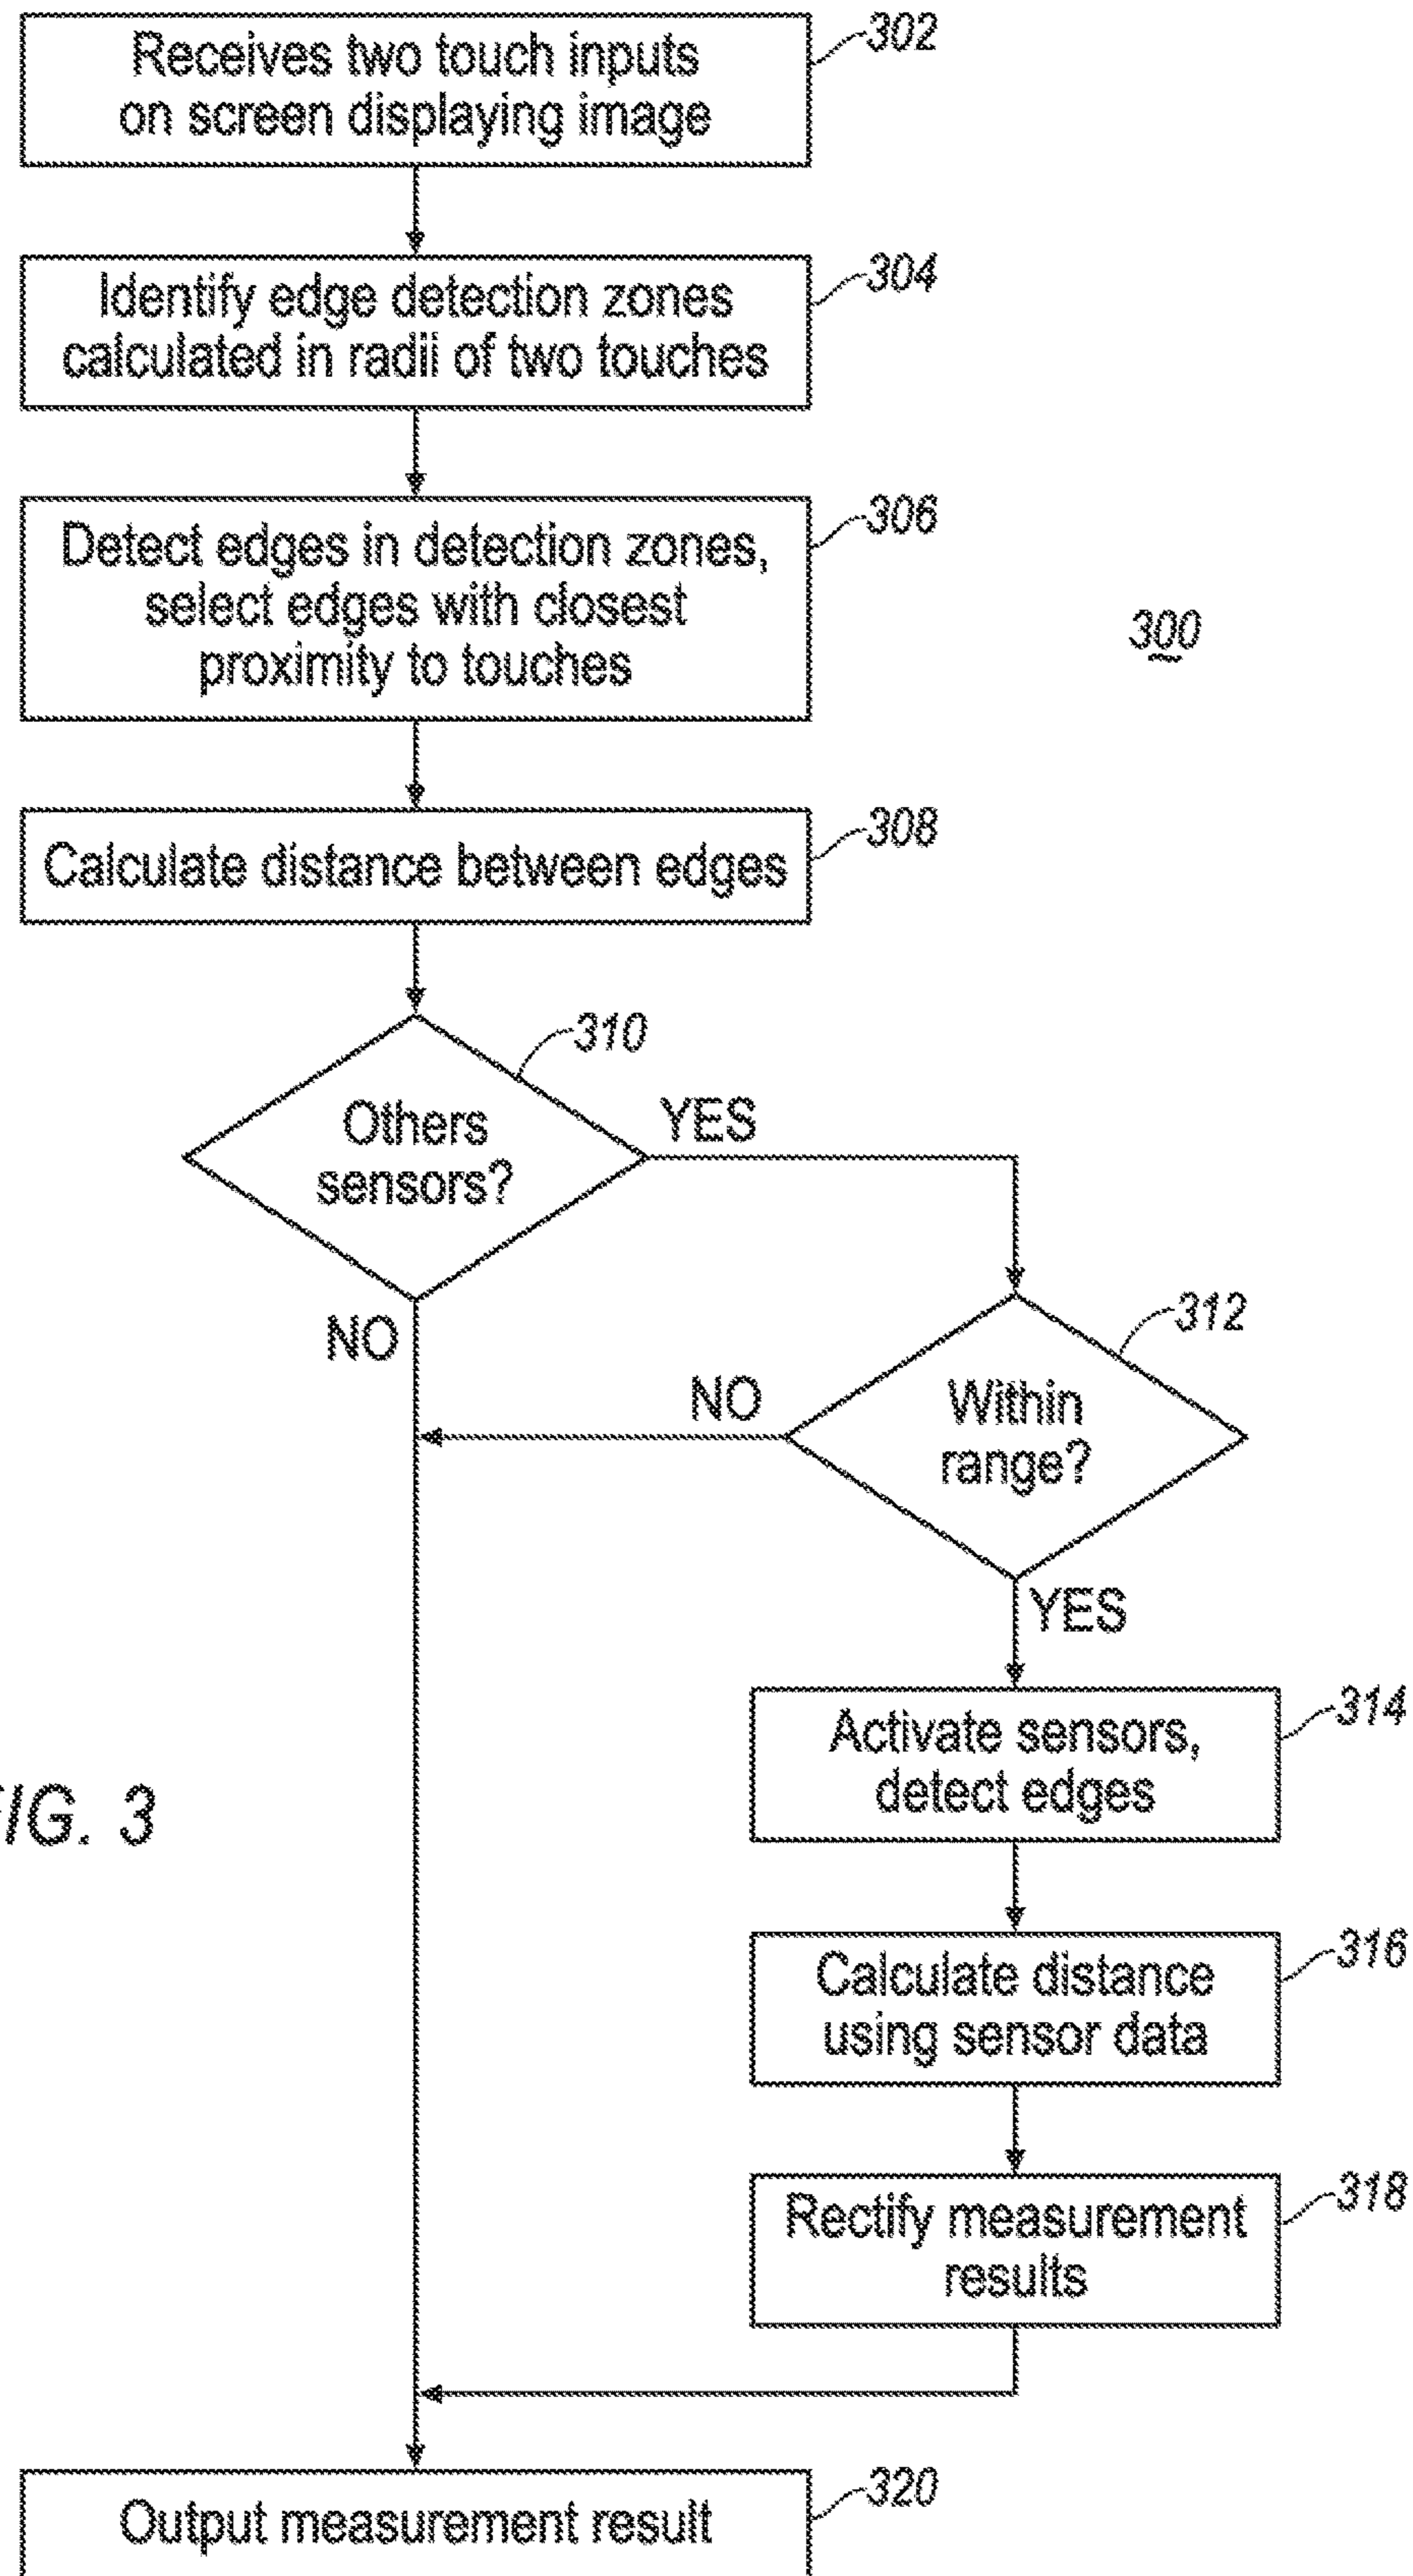 Receives two touch inputs
on screen displaying image
302
Identify edge detection zones
calculated in radii of two touches
304
Detect edges in detection zones,
select edges with closest
proximity to touches
306
300
Calculate distance between edges
308
Others
sensors?
310
YES
NO
Within
range?
312
NO
YES
Activate sensors,
detect edges
314
FIG. 3
Calculate distance
using sensor data
316
Rectify measurement
results
318
Output measurement result
320